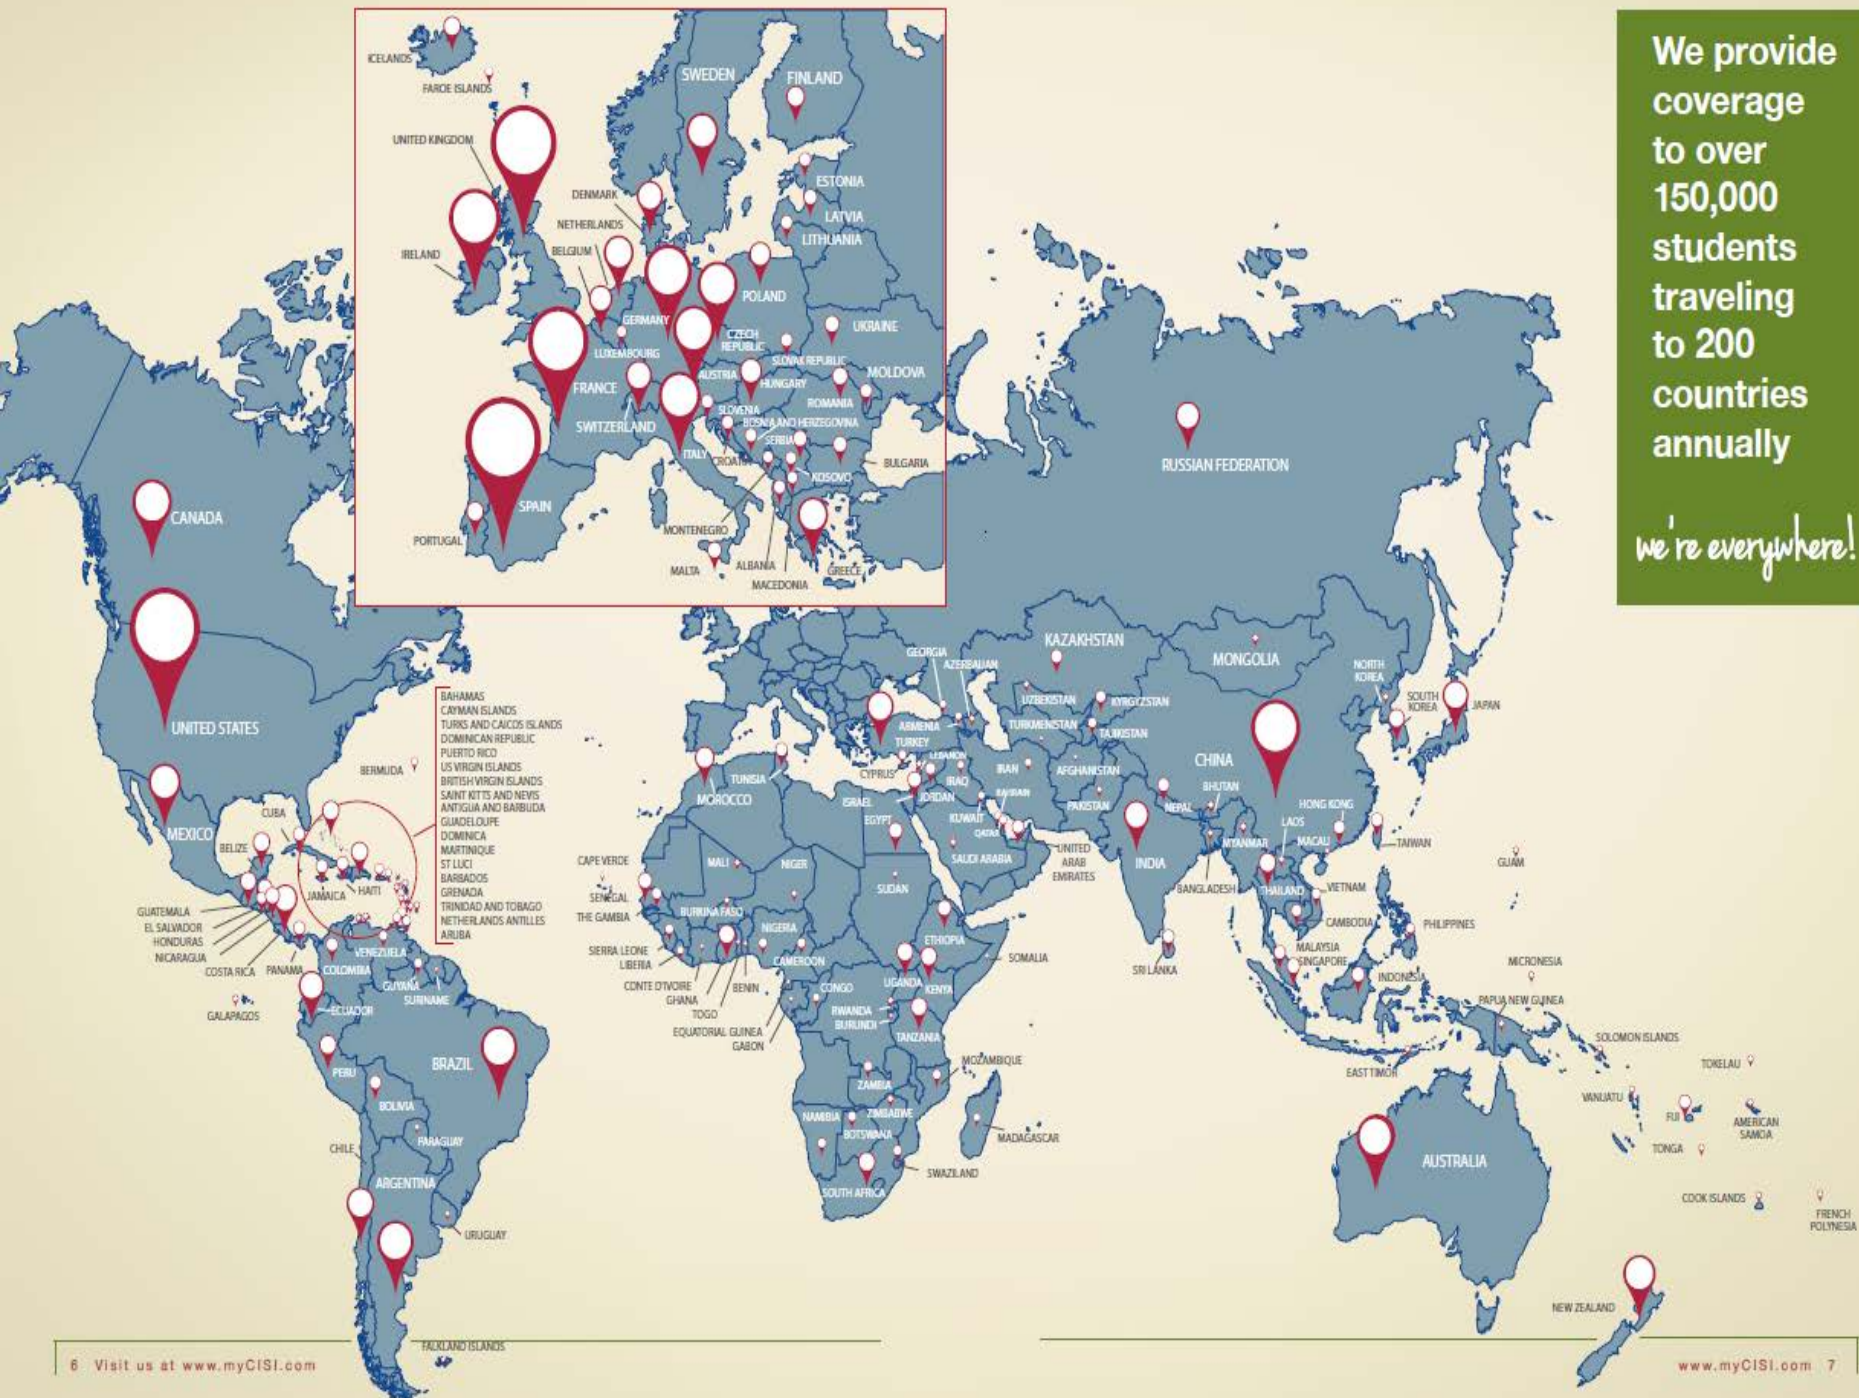 We provide
coverage
to over
150,000
students
traveling
to 200
countries
annually
we're everywhere!
ICELANDS
FAROE ISLANDS
SWEDEN
FINLAND
UNITED KINGDOM
DENMARK
ESTONIA
NETHERLANDS
LATVIA
LITHUANIA
BELGIUM
IRELAND
POLAND
GERMANY
UKRAINE
CZECH
REPUBLIC
LUXEMBOURG
SLOVAK REPUBLIC
MOLDOVA
AUSTRIA
HUNGARY
FRANCE
ROMANIA
SLOVENIA
BOSNIA AND HERZEGOVINA
SWITZERLAND
SERBIA
ITALY
CROATIA
BULGARIA
KOSOVO
SPAIN
MONTENEGRO
PORTUGAL
MALTA
ALBANIA
GREECE
MACEDONIA
CANADA
UNITED STATES
MEXICO
BERMUDA
BAHAMAS
CAYMAN ISLANDS
TURKS AND CAICOS ISLANDS
DOMINICAN REPUBLIC
PUERTO RICO
US VIRGIN ISLANDS
BRITISH VIRGIN ISLANDS
SAINT KITTS AND NEVIS
ANTIGUA AND BARBUDA
GUADELOUPE
DOMINICA
MARTINIQUE
ST LUCI
BARBADOS
GRENADA
TRINIDAD AND TOBAGO
NETHERLANDS ANTILLES
ARUBA
CUBA
BELIZE
JAMAICA
HAITI
GUATEMALA
EL SALVADOR
HONDURAS
NICARAGUA
COSTA RICA
PANAMA
VENEZUELA
COLOMBIA
GUYANA
SURINAME
GALAPAGOS
ECUADOR
BRAZIL
PERU
BOLIVIA
PARAGUAY
CHILE
ARGENTINA
URUGUAY
FALKLAND ISLANDS
RUSSIAN FEDERATION
KAZAKHSTAN
MONGOLIA
GEORGIA
AZERBAIJAN
NORTH
KOREA
SOUTH
KOREA
JAPAN
UZBEKISTAN
KYRGYZSTAN
ARMENIA
TURKMENISTAN
TAJIKISTAN
TURKEY
LEBANON
CHINA
CYPRUS
IRAQ
IRAN
AFGHANISTAN
TUNISIA
MOROCCO
ISRAEL
JORDAN
BAHRAIN
PAKISTAN
NEPAL
BHUTAN
HONG KONG
EGYPT
KUWAIT
QATAR
LAOS
MYANMAR
MACAU
TAIWAN
UNITED
ARAB
EMIRATES
SAUDI ARABIA
INDIA
GUAM
CAPE VERDE
MALI
NIGER
SUDAN
BANGLADESH
THAILAND
VIETNAM
SENEGAL
THE GAMBIA
BURKINA FASO
NIGERIA
CAMBODIA
PHILIPPINES
SIERRA LEONE
LIBERIA
CAMEROON
ETHIOPIA
SOMALIA
SRI LANKA
MALAYSIA
SINGAPORE
INDONESIA
MICRONESIA
CONTE D'IVOIRE
GHANA
TOGO
BENIN
CONGO
UGANDA
KENYA
EQUATORIAL GUINEA
GABON
RWANDA
BURUNDI
TANZANIA
PAPUA NEW GUINEA
SOLOMON ISLANDS
TOKELAU
EAST TIMOR
MOZAMBIQUE
ZAMBIA
VANUATU
FIJI
AMERICAN
SAMOA
NAMIBIA
ZIMBABWE
BOTSWANA
MADAGASCAR
TONGA
AUSTRALIA
SWAZILAND
SOUTH AFRICA
COOK ISLANDS
FRENCH
POLYNESIA
NEW ZEALAND
6 Visit us at www.myCISI.com
www.myCISI.com 7